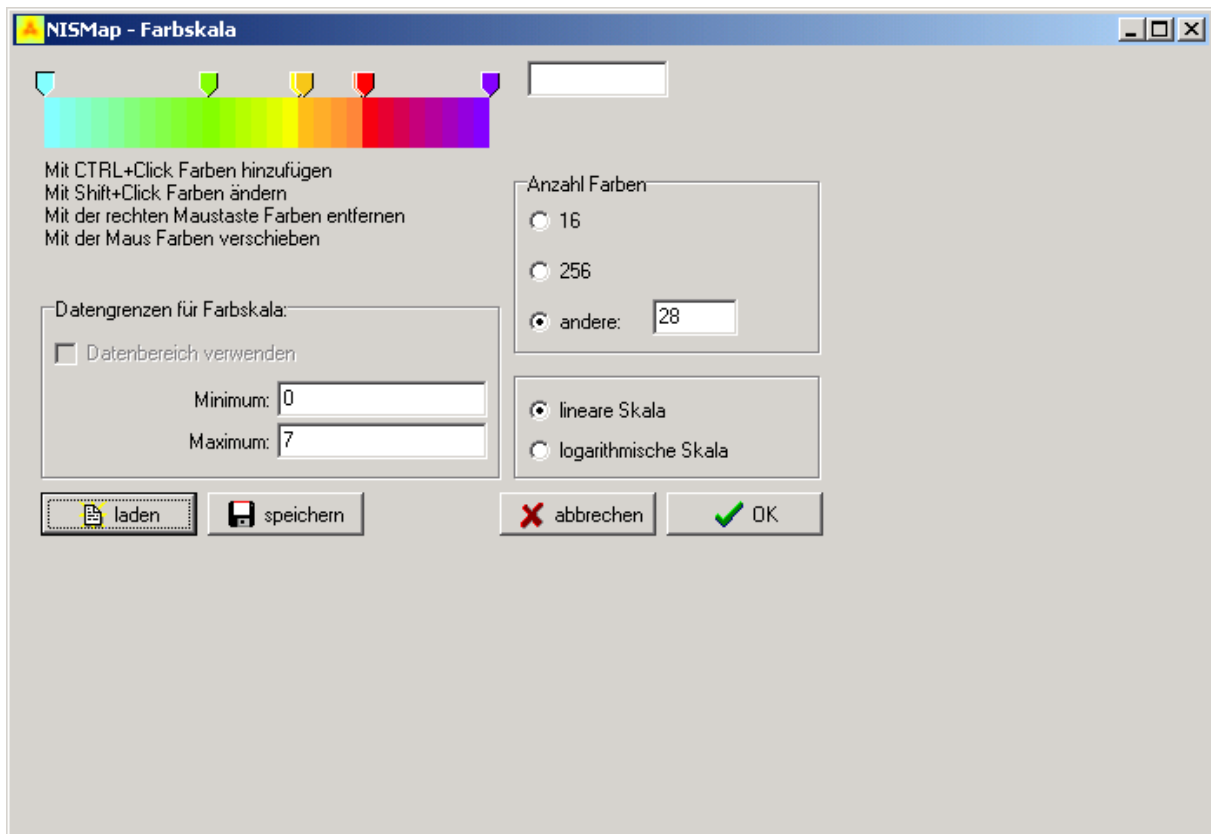 NISMap - Farbskala
Mit CTRL+Click Farben hinzufügen
Mit Shift+Click Farben ändern
Mit der rechten Maustaste Farben entfernen
Mit der Maus Farben verschieben
Anzahl Farben
16
256
andere: 28
Datengrenzen für Farbskala:
Datenbereich verwenden
Minimum: 0
Maximum: 7
lineare Skala
logarithmische Skala
laden
speichern
abbrechen
OK